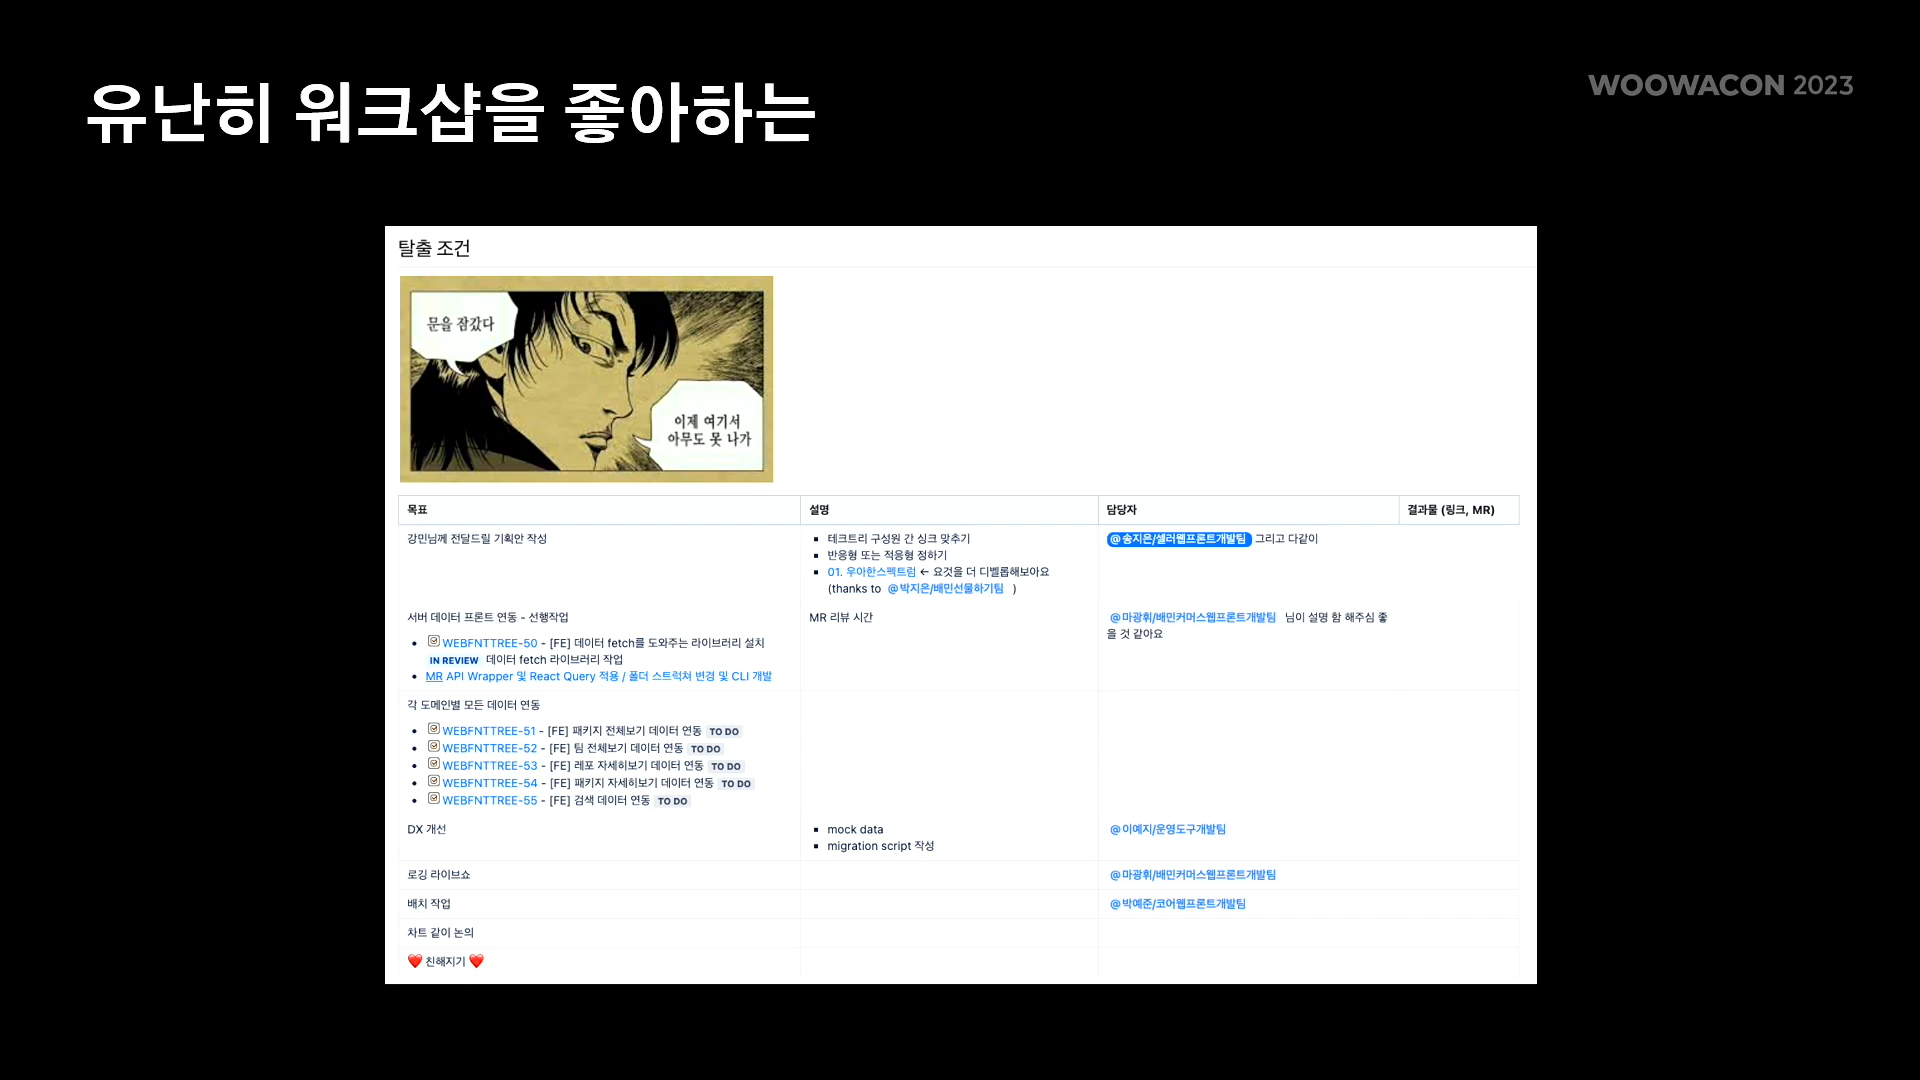 유난히 워크샵을 좋아하는
WOOWACON 2023
탈출 조건
문을 잠갔다
이제 여기서
아무도 못 나가
목표 설명 담당자 결과물 (링크, MR)
강민님께 전달드릴 기획안 작성
테크트리 구성원 간 싱크 맞추기
반응형 또는 적응형 정하기
01. 우아한스펙트럼 ← 요것을 더 디벨롭해보아요
(thanks to @박지은/배민선물하기팀 )
@송지은/셀러웹프론트개발팀 그리고 다같이
서버 데이터 프론트 연동 - 선행작업
WEBFNTTREE-50 - [FE] 데이터 fetch를 도와주는 라이브러리 설치
IN REVIEW 데이터 fetch 라이브러리 작업
MR API Wrapper 및 React Query 적용 / 폴더 스트럭쳐 변경 및 CLI 개발
MR 리뷰 시간
@마광휘/배민커머스웹프론트개발팀 님이 설명 함 해주심 좋
을 것 같아요
각 도메인별 모든 데이터 연동
WEBFNTTREE-51 - [FE] 패키지 전체보기 데이터 연동 TO DO
WEBFNTTREE-52 - [FE] 팀 전체보기 데이터 연동 TO DO
WEBFNTTREE-53 - [FE] 레포 자세히보기 데이터 연동 TO DO
WEBFNTTREE-54 - [FE] 패키지 자세히보기 데이터 연동 TO DO
WEBFNTTREE-55 - [FE] 검색 데이터 연동 TO DO
DX 개선
mock data
migration script 작성
@이예지/운영도구개발팀
로깅 라이브쇼
@마광휘/배민커머스웹프론트개발팀
배치 작업
@박예준/코어웹프론트개발팀
차트 같이 논의
❤️ 친해지기 ❤️